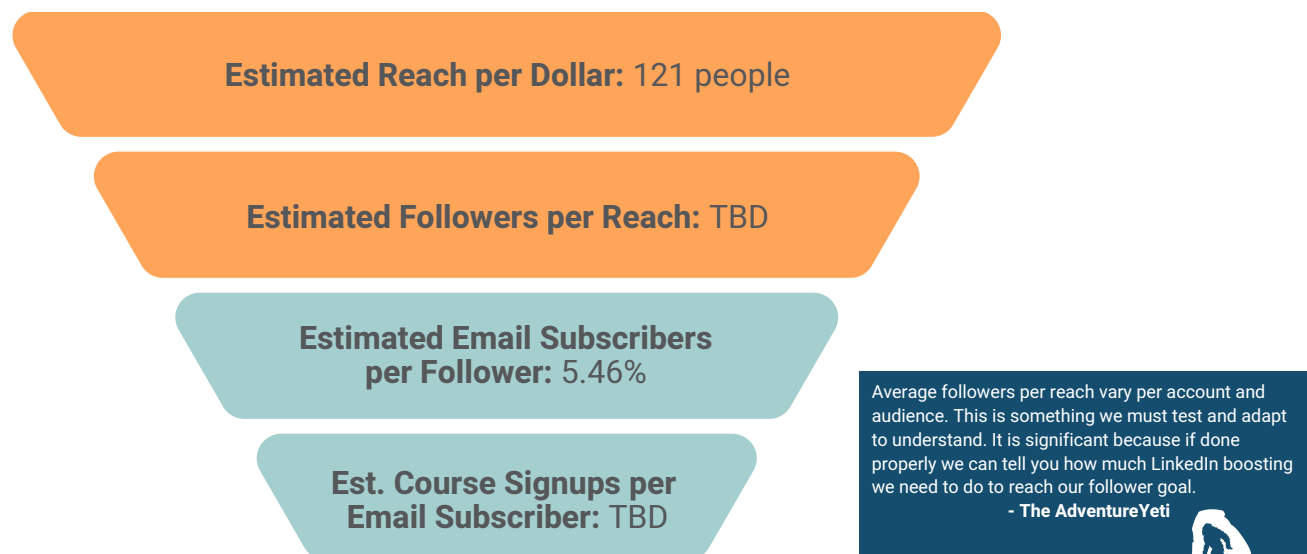 Estimated Reach per Dollar: 121 people
Estimated Followers per Reach: TBD
Estimated Email Subscribers
per Follower: 5.46%
Est. Course Signups per
Email Subscriber: TBD
Average followers per reach vary per account and
audience. This is something we must test and adapt
to understand. It is significant because if done
properly we can tell you how much LinkedIn boosting
we need to do to reach our follower goal.
- The AdventureYeti